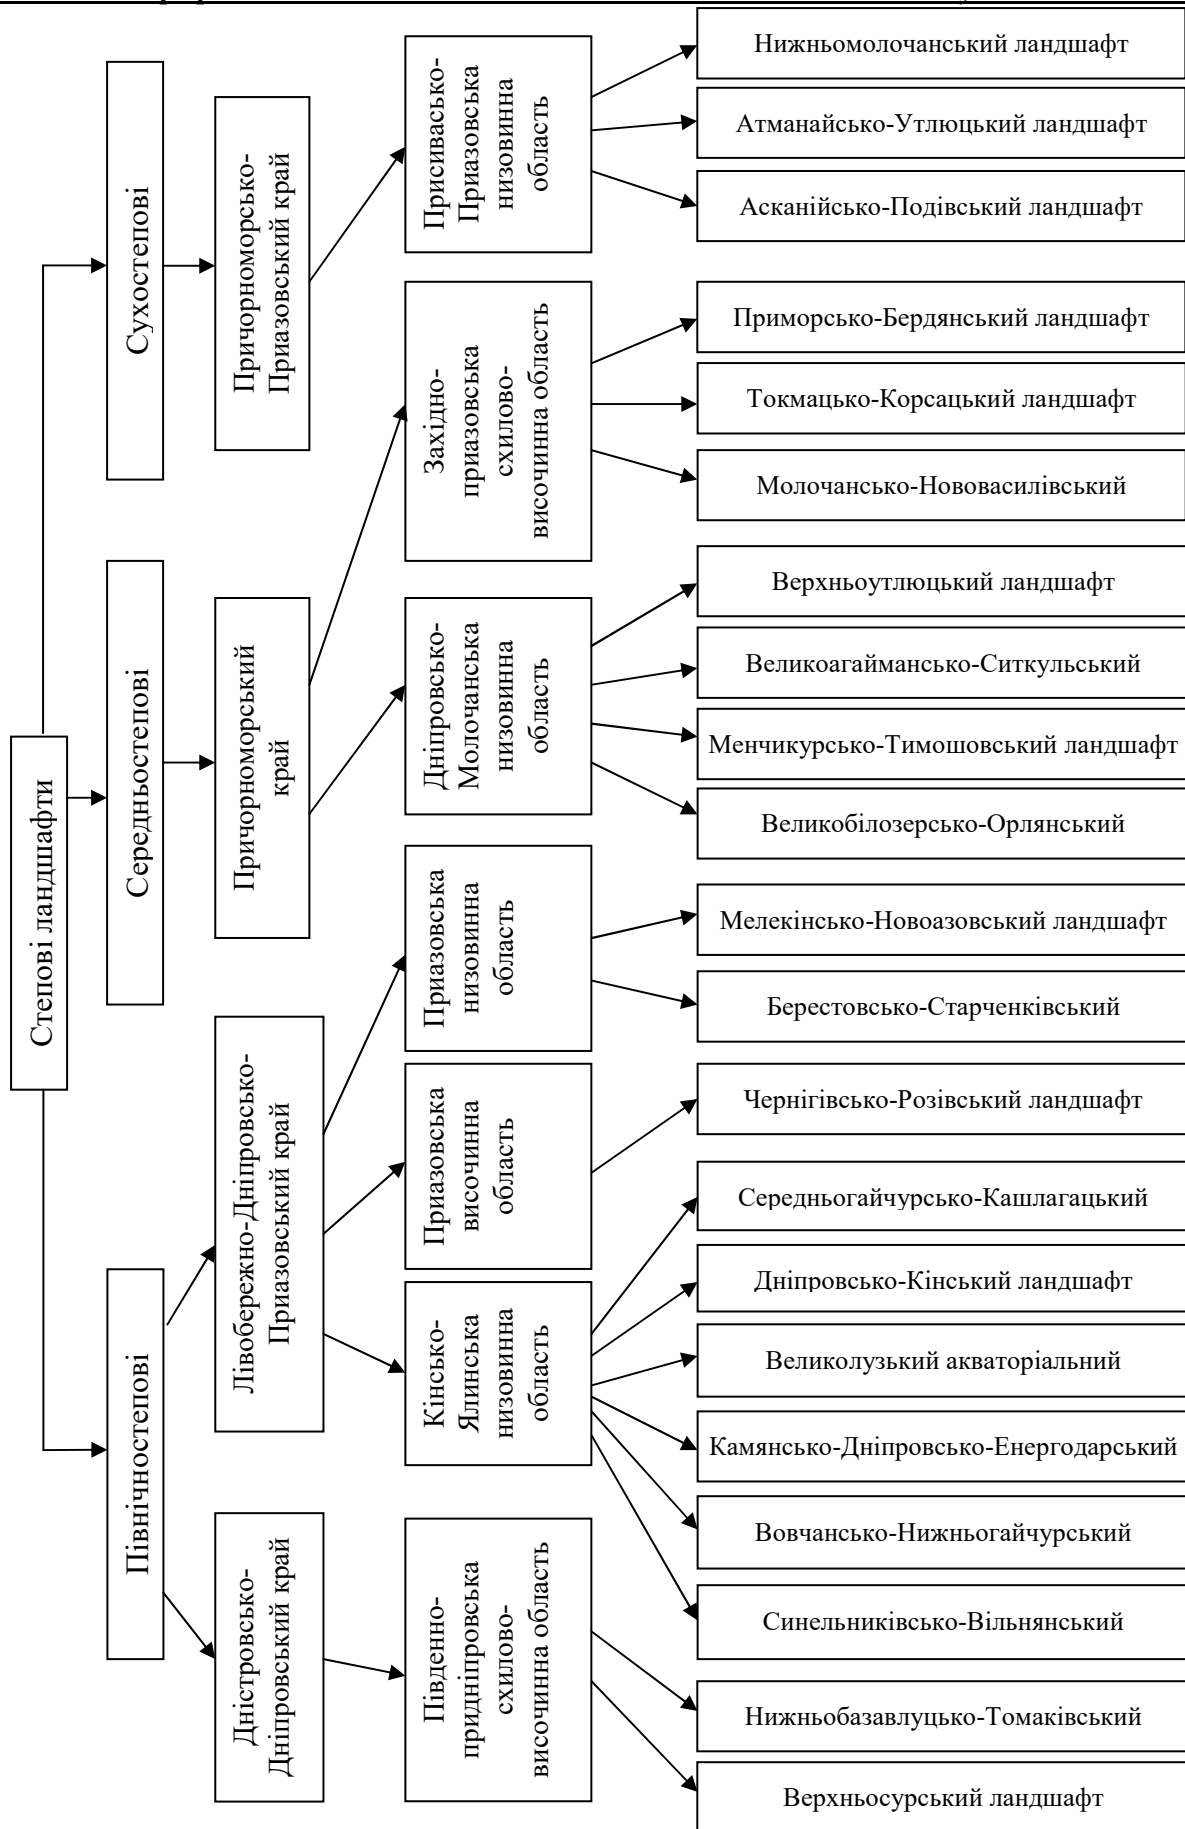 Степові ландшафти
Сухостепові
Середньостепові
Північностепові
Причорноморсько-
Приазовський край
Причорноморський
край
Лівобережно-Дніпровсько-
Приазовський край
Дністровсько-
Дніпровський край
Присивасько-
Приазовська
низовинна
область
Західно-
приазовська
схилово-
височинна область
Дніпровсько-
Молочанська
низовинна
область
Приазовська
низовинна
область
Приазовська
височинна
область
Кінсько-
Ялинська
низовинна
область
Південно-
придніпровська
схилово-
височинна область
Нижньомолочанський ландшафт
Атманайсько-Утлюцький ландшафт
Асканійсько-Подівський ландшафт
Приморсько-Бердянський ландшафт
Токмацько-Корсацький ландшафт
Молочансько-Нововасилівський
Верхньоутлюцький ландшафт
Великоагаймансько-Ситкульський
Менчикурсько-Тимошовський ландшафт
Великобілозерсько-Орлянський
Мелекінсько-Новоазовський ландшафт
Берестовсько-Старченківський
Чернігівсько-Розівський ландшафт
Середньогайчурсько-Кашлагацький
Дніпровсько-Кінський ландшафт
Великолузький акваторіальний
Камянсько-Дніпровсько-Енергодарський
Вовчансько-Нижньогайчурський
Синельниківсько-Вільнянський
Нижньобазавлуцько-Томаківський
Верхньосурський ландшафт